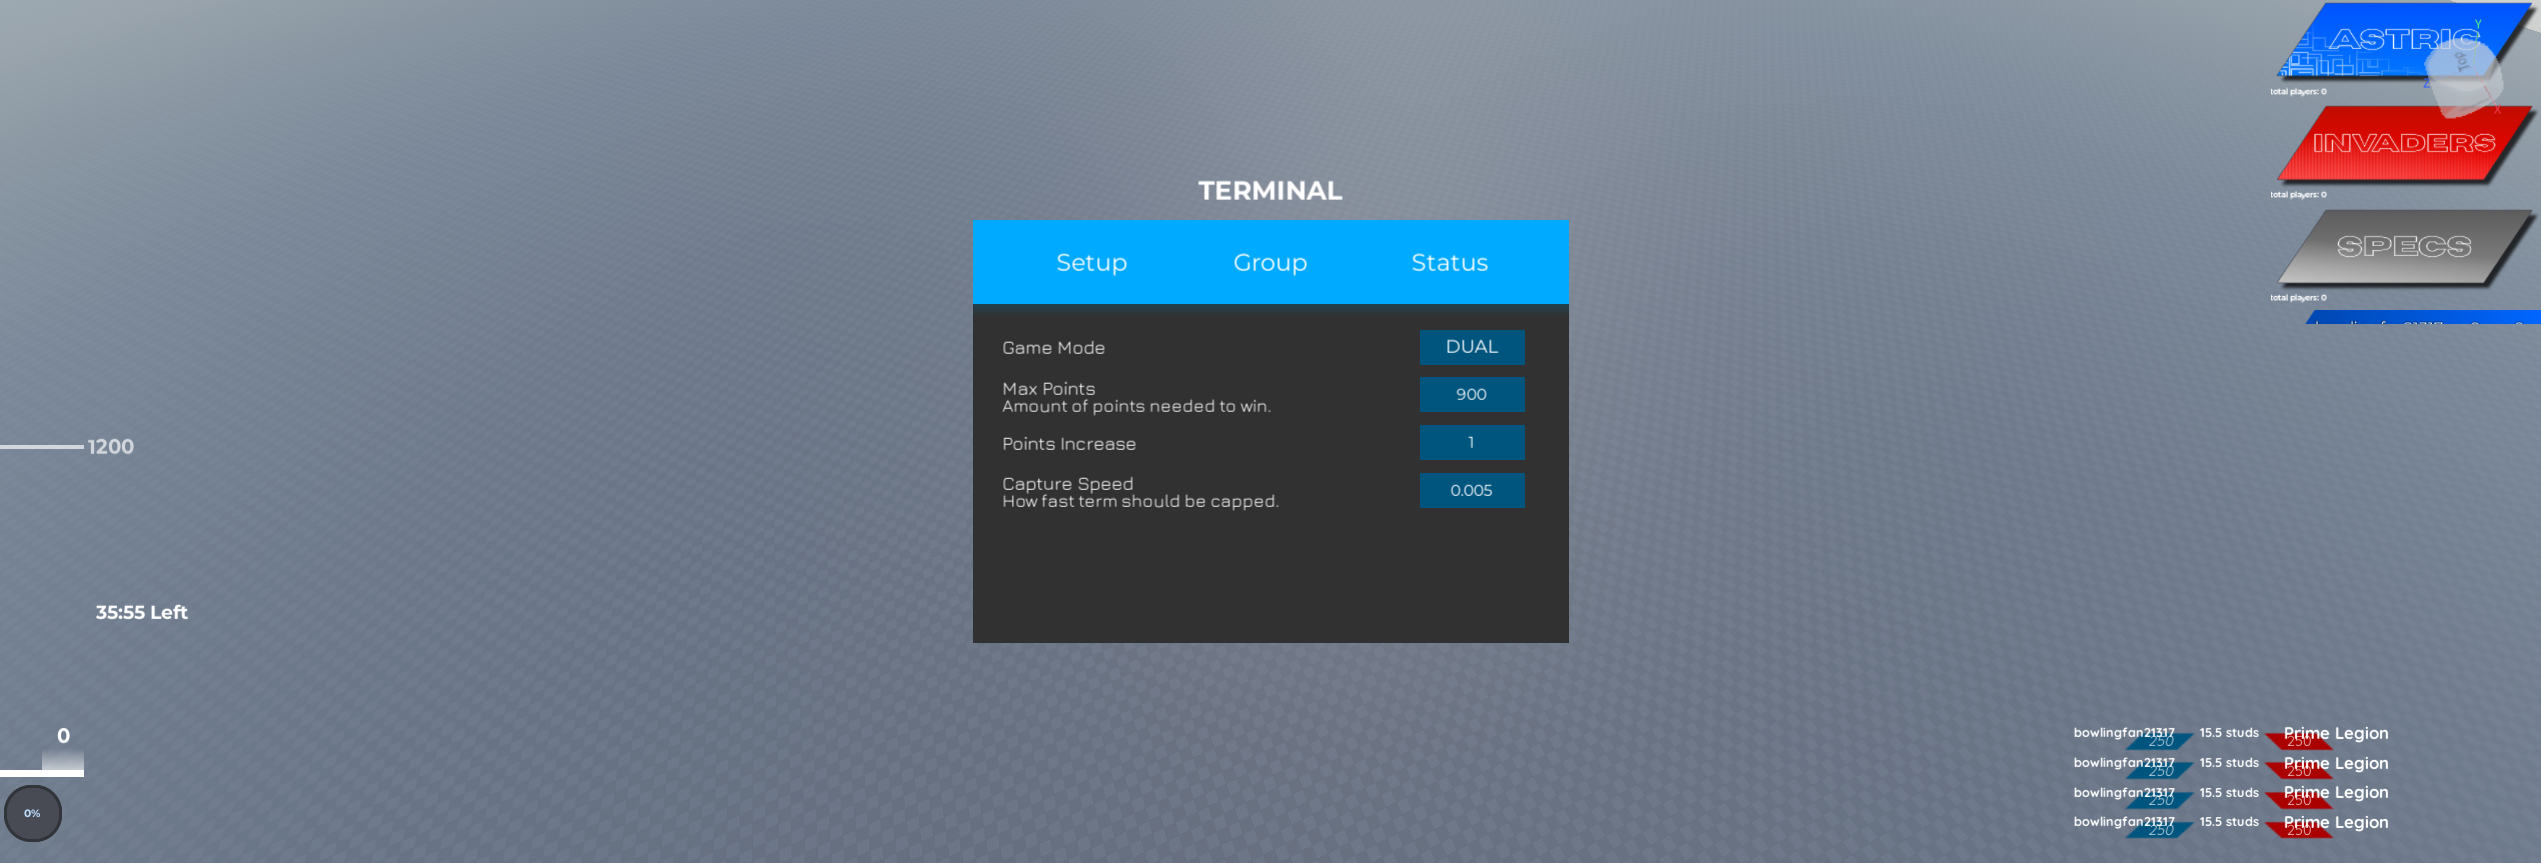 ASTRIC
Y
Top
Z
X
total players: 0
INVADERS
total players: 0
SPECS
total players: 0
TERMINAL
Setup Group Status
Game Mode DUAL
Max Points 900
Amount of points needed to win.
Points Increase 1
Capture Speed 0.005
How fast term should be capped.
1200
35:55 Left
0
0%
bowlingfan21317 250 15.5 studs 250 Prime Legion
bowlingfan21317 250 15.5 studs 250 Prime Legion
bowlingfan21317 250 15.5 studs 250 Prime Legion
bowlingfan21317 250 15.5 studs 250 Prime Legion